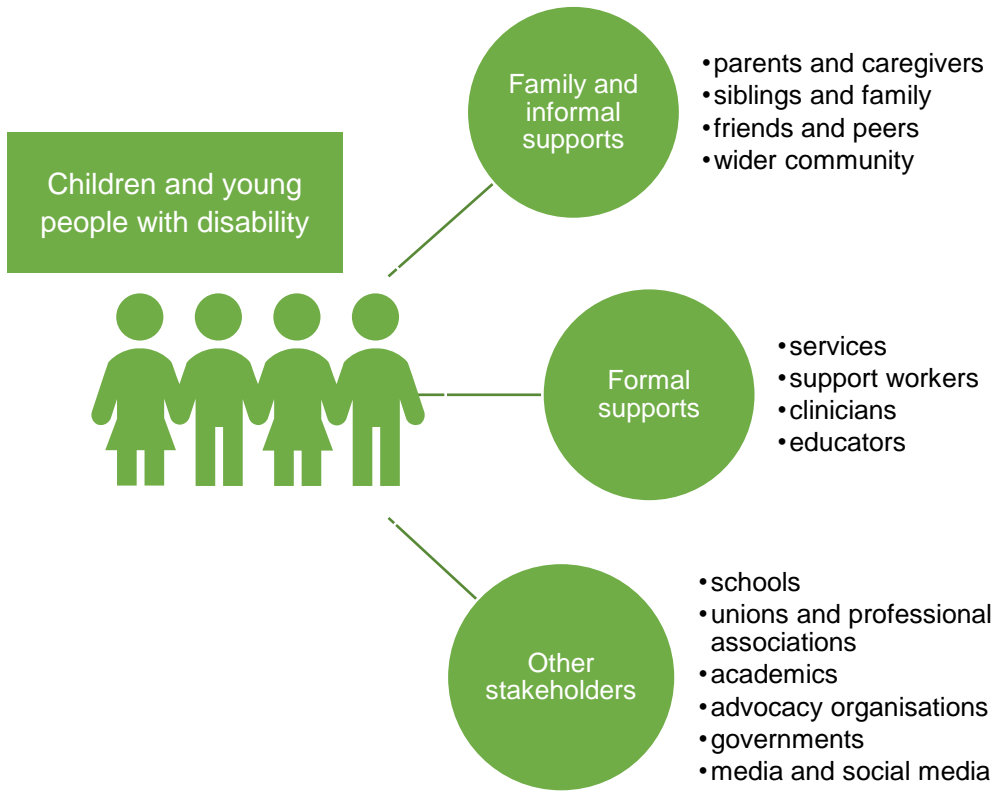 Children and young
people with disability
Family and
informal
supports
•parents and caregivers
•siblings and family
•friends and peers
•wider community
Formal
supports
•services
•support workers
•clinicians
•educators
Other
stakeholders
•schools
•unions and professional
associations
•academics
•advocacy organisations
•governments
•media and social media